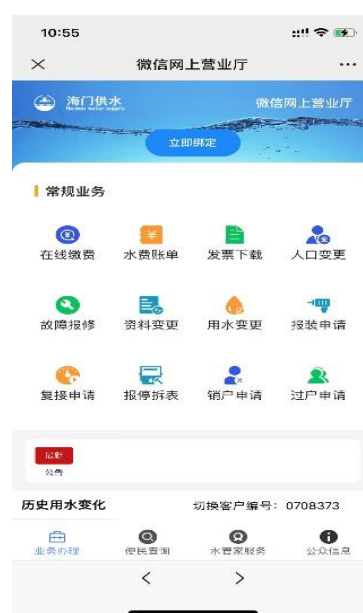 10:55
微信网上营业厅
海门供水
微信网上营业厅
立即绑定
常规业务
在线缴费 水费账单 发票下载 人口变更
故障报修 资料变更 用水变更 报装申请
复接申请 报停拆表 销户申请 过户申请
最新
公告
历史用水变化 切换客户编号: 0708373
业务办理 便民查询 水管家服务 公众信息